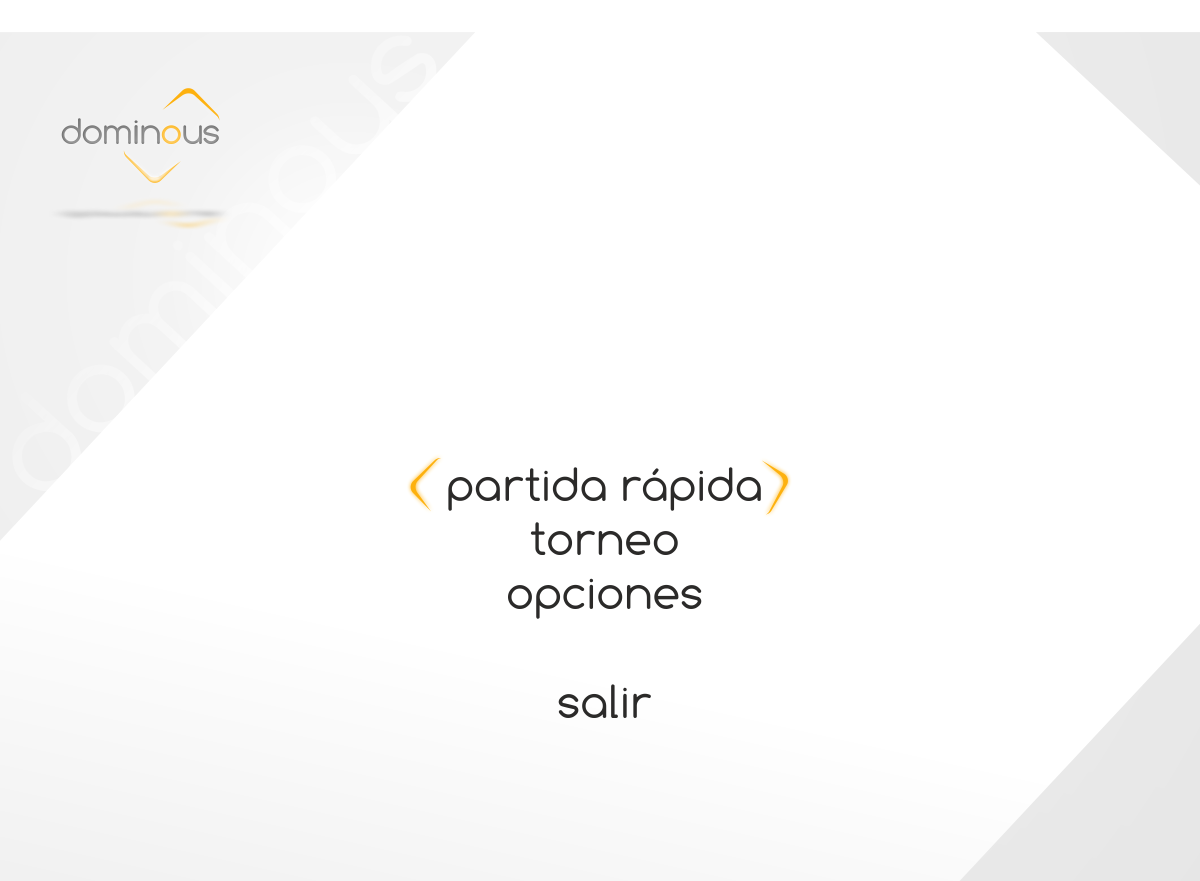 dominous
dominous
partida rápida
torneo
opciones
salir